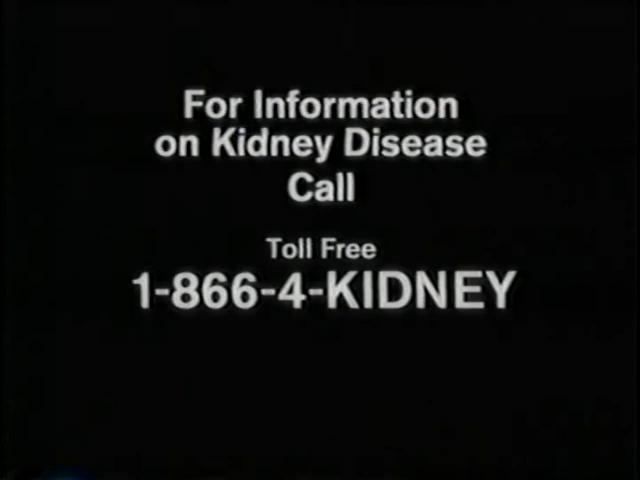 For Information
on Kidney Disease
Call
Toll Free
1-866-4-KIDNEY